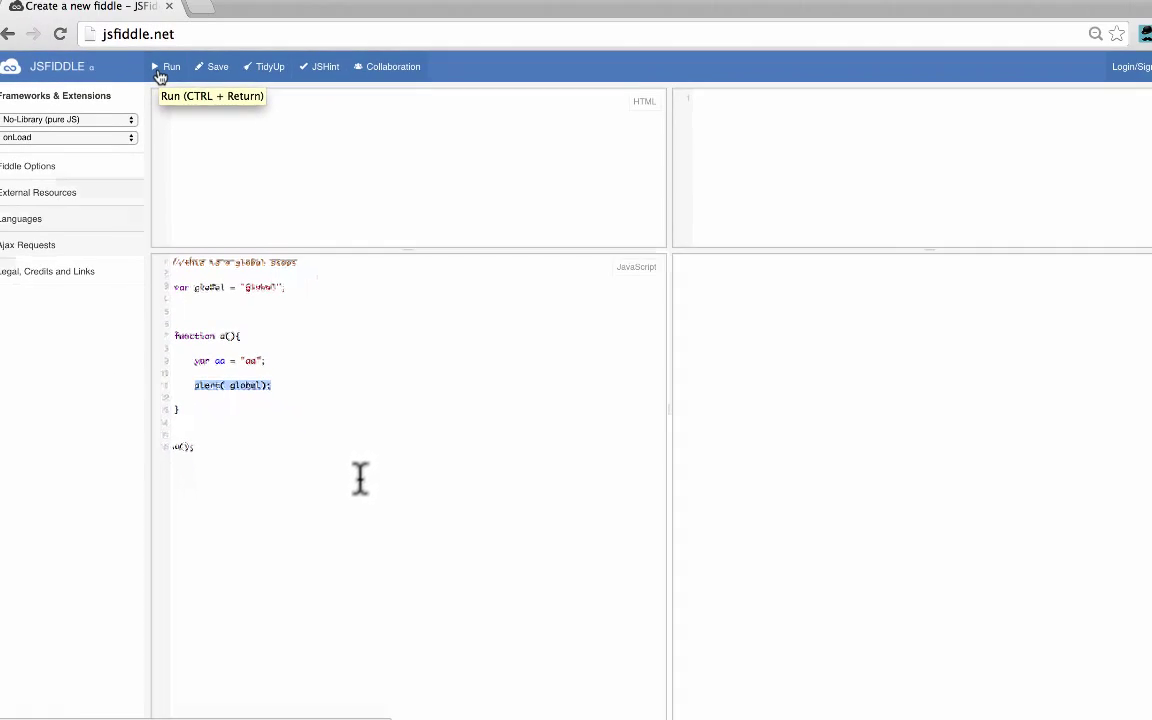 Create a new fiddle - JSFid
jsfiddle.net
JSFIDDLE α
Run
Save
TidyUp
JSHint
Collaboration
Login/Sig
Run (CTRL + Return)
Frameworks & Extensions
No-Library (pure JS)
onLoad
Fiddle Options
External Resources
Languages
Ajax Requests
Legal, Credits and Links
HTML
1
JavaScript
//this is a global scope
var global = "Global";
function a(){
var aa = "aa";
alert( global);
}
a();